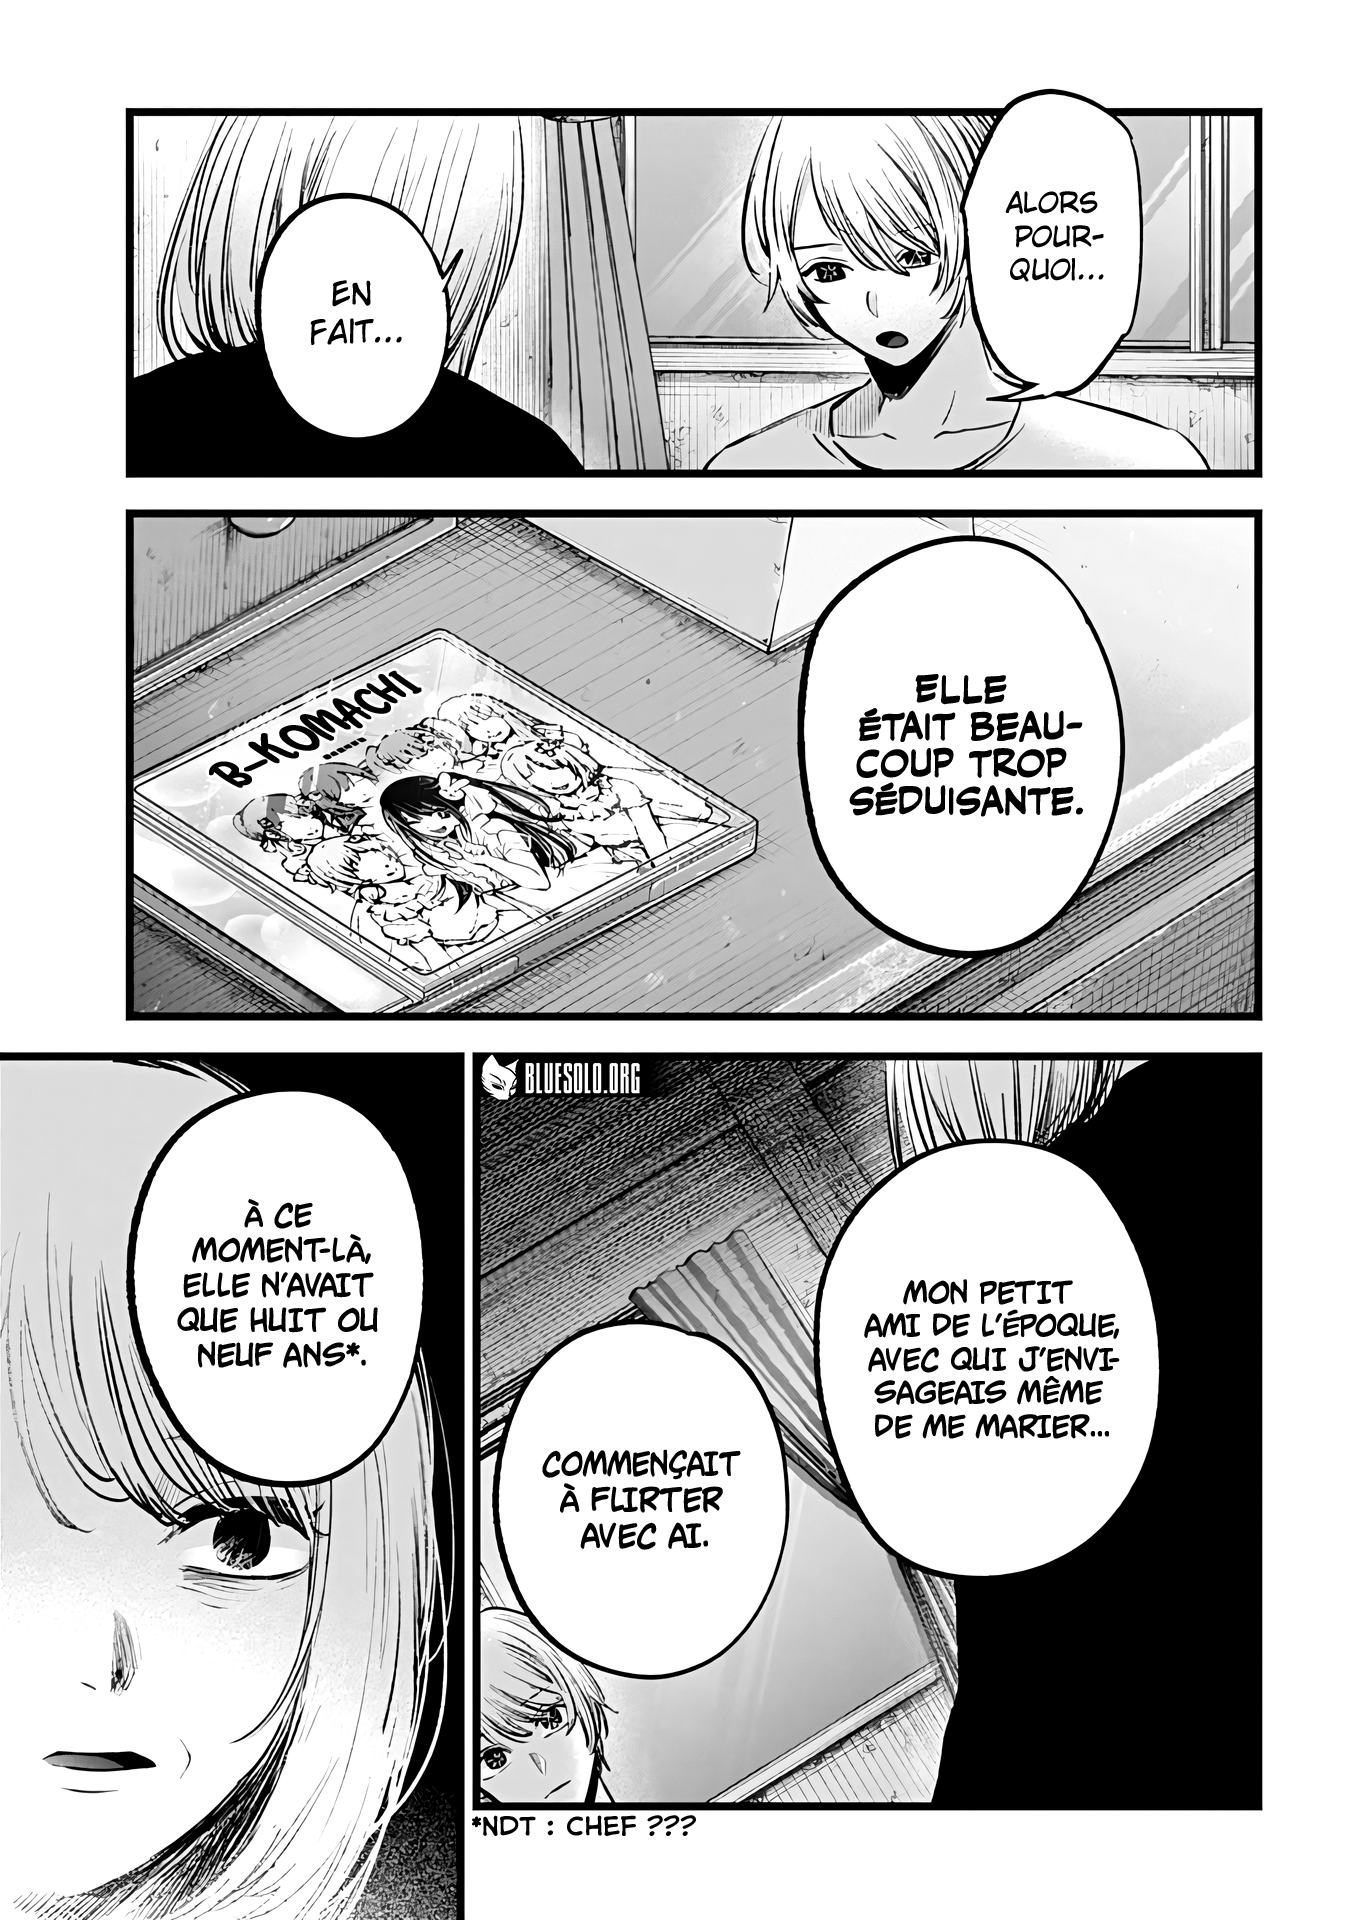 ALORS
POUR-
QUOI...
EN
FAIT...
ELLE
ÉTAIT BEAU-
COUP TROP
SÉDUISANTE.
B-KOMACHI
BLUESOLO.ORG
MON PETIT
AMI DE L'ÉPOQUE,
AVEC QUI J'ENVI-
SAGEAIS MÊME
DE ME MARIER...
COMMENÇAIT
À FLIRTER
AVEC AI.
À CE
MOMENT-LÀ,
ELLE N'AVAIT
QUE HUIT OU
NEUF ANS*.
*NDT : CHEF ???